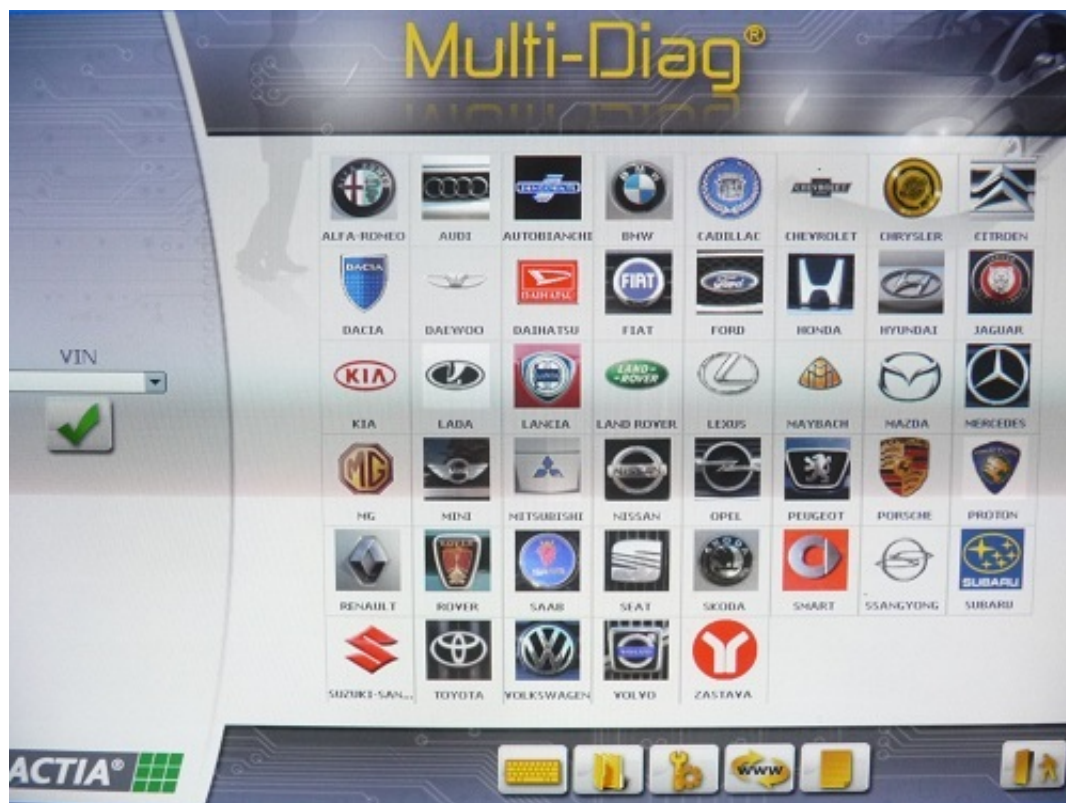 Multi-Diag®
ALFA-ROMEO AUDI AUTOBIANCHI BMW CADILLAC CHEVROLET CHRYSLER CITROEN
DACIA
DACIA DAEWOO DAIHATSU FIAT FORD HONDA HYUNDAI JAGUAR
VIN
KIA LADA LANCIA LAND ROVER LEXUS MAYBACH MAZDA MERCEDES
MG MINI MITSUBISHI NISSAN OPEL PEUGEOT PORSCHE PROTON
RENAULT ROVER SAAB SEAT SKODA SMART SSANGYONG SUBARU
SUZUKI-SAN... TOYOTA VOLKSWAGEN VOLVO ZASTAVA
ACTIA®
www